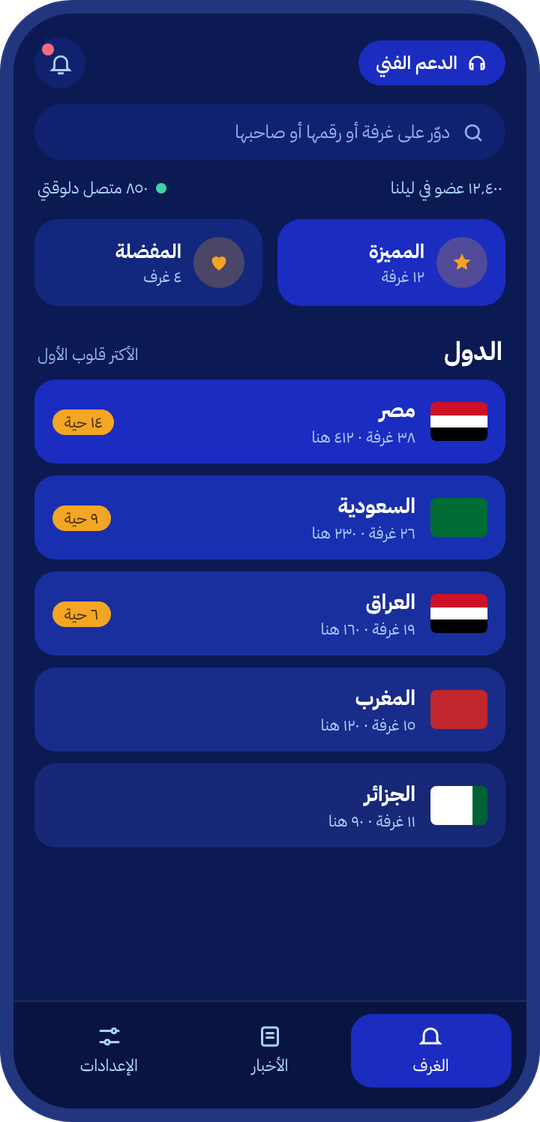 الدعم الفني
دوّر على غرفة أو رقمها أو صاحبها
١٢,٤٠٠ عضو في ليلنا
٨٥٠ متصل دلوقتي
المميزة
١٢ غرفة
المفضلة
٤ غرف
الدول
الأكتر قلوب الأول
مصر
٣٨ غرفة · ٤١٢ هنا
١٤ حية
السعودية
٢٦ غرفة · ٢٣٠ هنا
٩ حية
العراق
١٩ غرفة · ١٦٠ هنا
٦ حية
المغرب
١٥ غرفة · ١٢٠ هنا
الجزائر
١١ غرفة · ٩٠ هنا
الغرف
الأخبار
الإعدادات